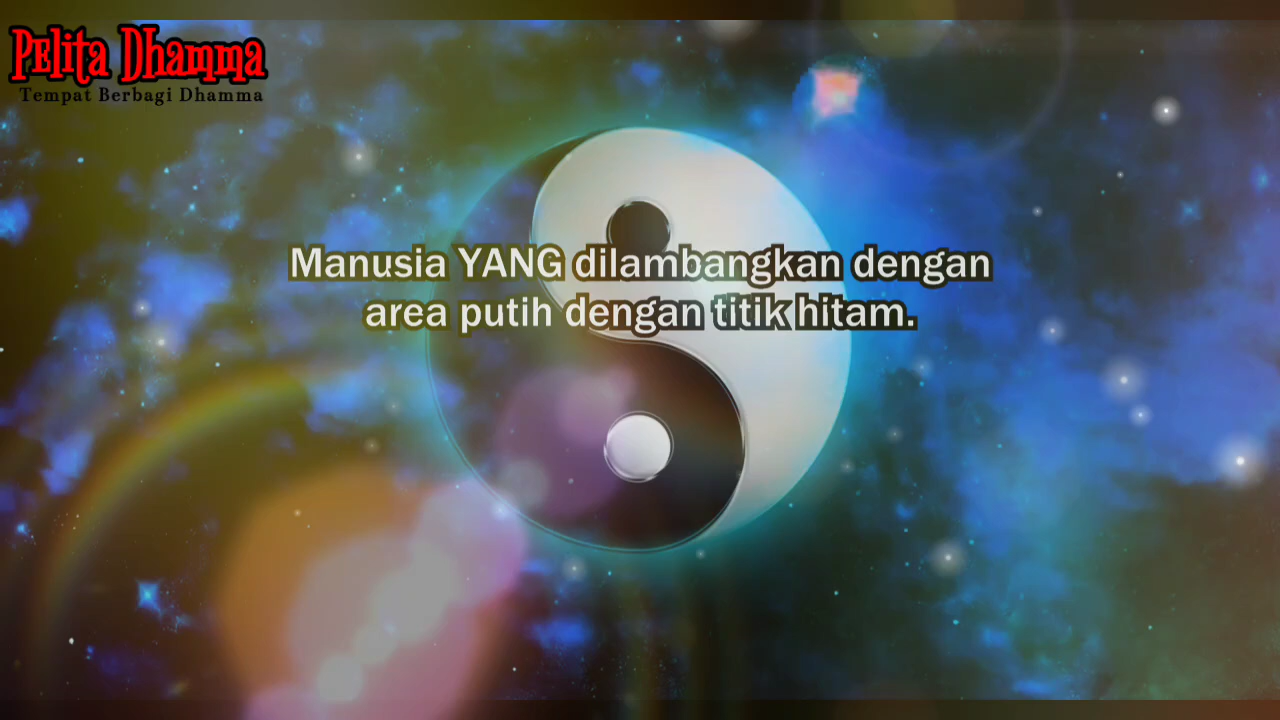 Pelita Dhamma
Tempat Berbagi Dhamma
Manusia YANG dilambangkan dengan
area putih dengan titik hitam.